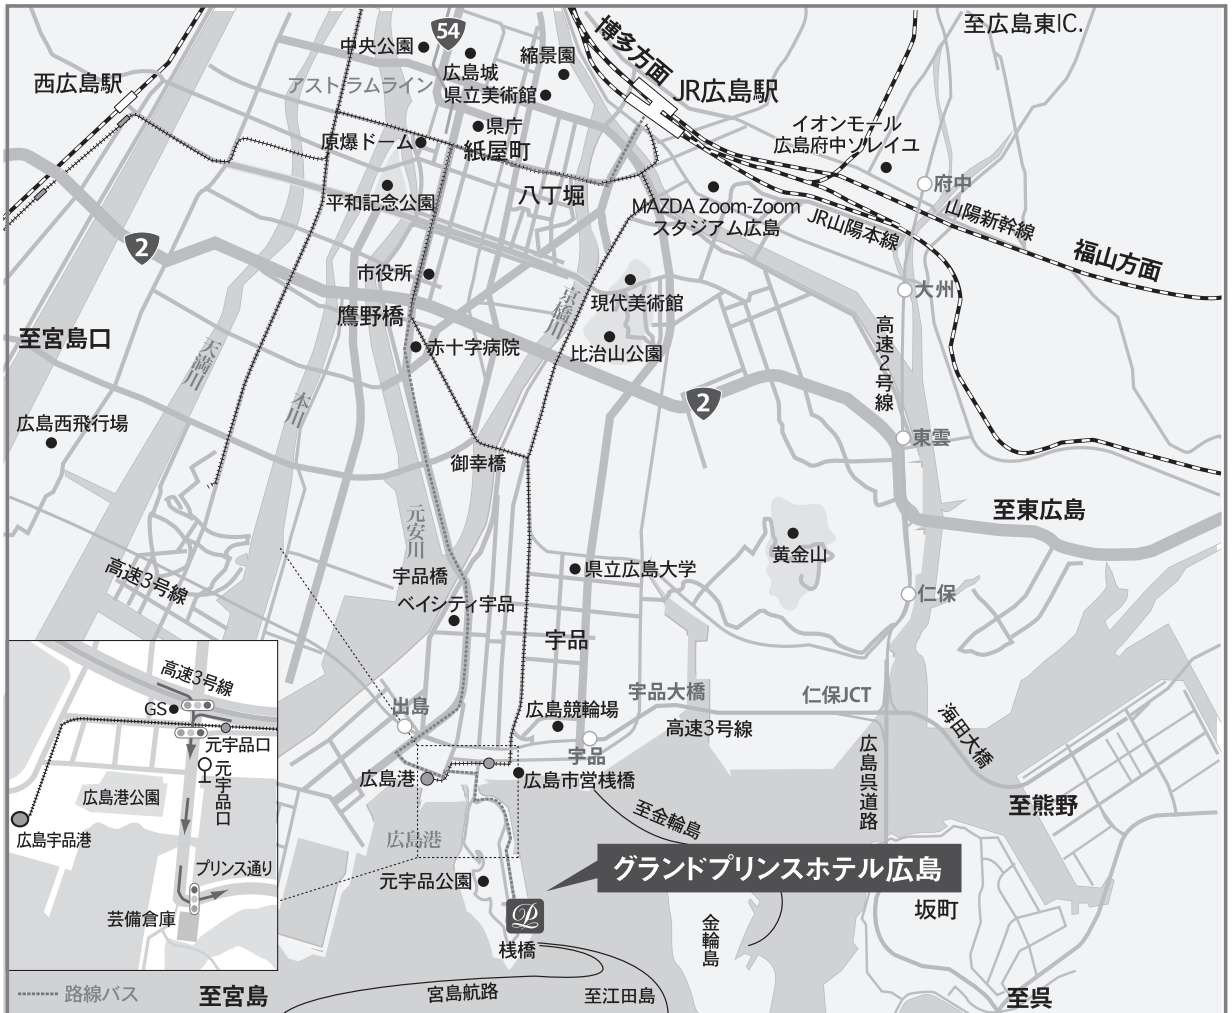 54
至広島東IC.
中央公園
博多方面
縮景園
広島城
西広島駅
アストラムライン
県立美術館
JR広島駅
県庁
イオンモール
広島府中ソレイユ
原爆ドーム
紙屋町
府中
平和記念公園
八丁堀
MAZDA Zoom-Zoom
スタジアム広島
JR山陽本線
山陽新幹線
2
福山方面
市役所
現代美術館
大州
京橋川
鷹野橋
至宮島口
赤十字病院
比治山公園
高速2号線
天満川
本川
2
広島西飛行場
東雲
御幸橋
至東広島
元安川
黄金山
高速3号線
宇品橋
県立広島大学
仁保
ベイシティ宇品
宇品
高速3号線
GS
元宇品口
元宇品口
広島港公園
広島宇品港
プリンス通り
芸備倉庫
出島
広島競輪場
宇品大橋
仁保JCT
高速3号線
海田大橋
宇品
広島港
広島市営桟橋
広島呉道路
至金輪島
至熊野
広島港
グランドプリンスホテル広島
元宇品公園
坂町
金輪島
桟橋
路線バス
至宮島
宮島航路
至江田島
至呉